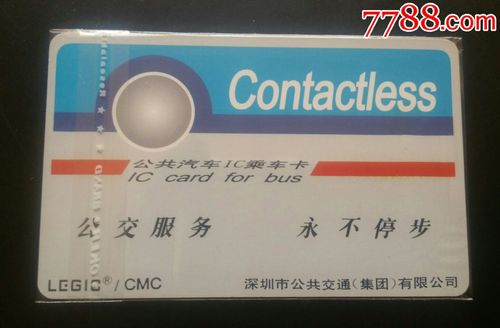 7788.com
Contactless
公共汽车IC乘车卡
IC card for bus
公交服务 永不停步
LEGIC®/CMC 深圳市公共交通(集团)有限公司